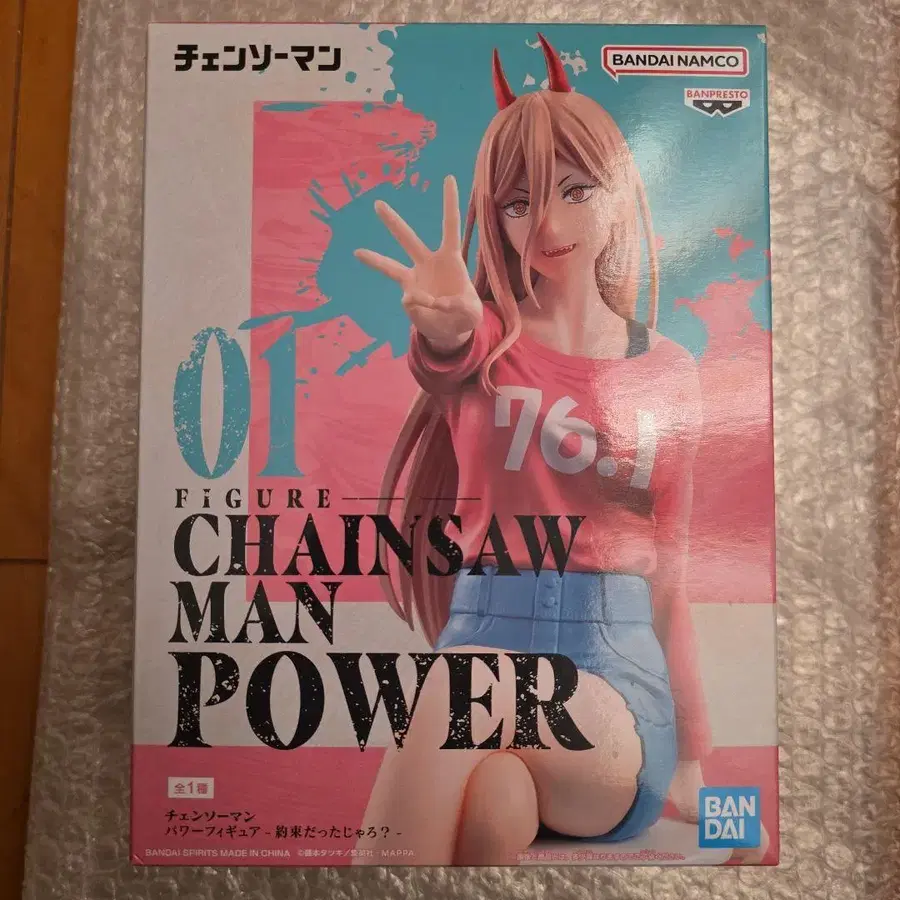 チェンソーマン
BANDAI NAMCO
BANPRESTO
76.1
01
FIGURE
CHAINSAW
MAN
POWER
全1種
チェンソーマン
パワーフィギュア - 約束だったじゃろ? -
BANDAI SPIRITS MADE IN CHINA ©藤本タツキ/集英社・MAPPA
BAN
DAI